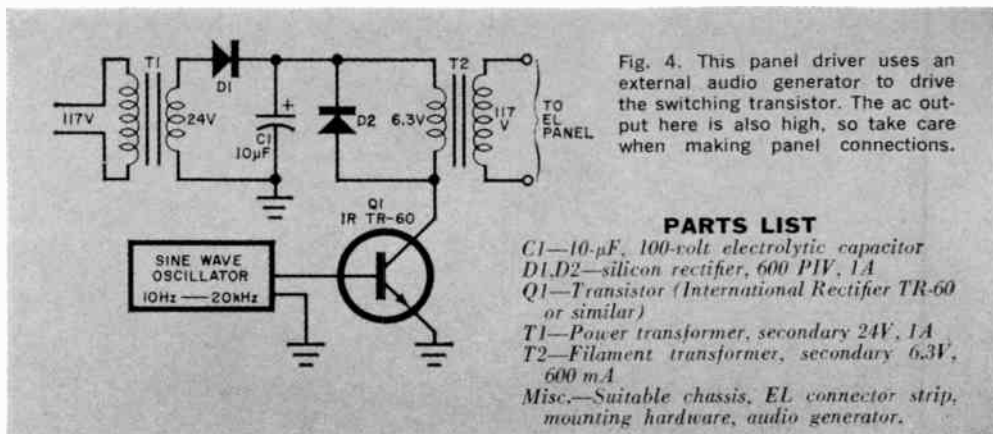 T1
D1
T2
117V
24V
C1
10µF
+
D2
6.3V
117
V
TO
EL
PANEL
Q1
IR TR-60
SINE WAVE
OSCILLATOR
10Hz — 20kHz
Fig. 4. This panel driver uses an
external audio generator to drive
the switching transistor. The ac out-
put here is also high, so take care
when making panel connections.
PARTS LIST
C1—10-µF, 100-volt electrolytic capacitor
D1,D2—silicon rectifier, 600 PIV, 1A
Q1—Transistor (International Rectifier TR-60
or similar)
T1—Power transformer, secondary 24V, 1A
T2—Filament transformer, secondary 6.3V,
600 mA
Misc.—Suitable chassis, EL connector strip,
mounting hardware, audio generator.